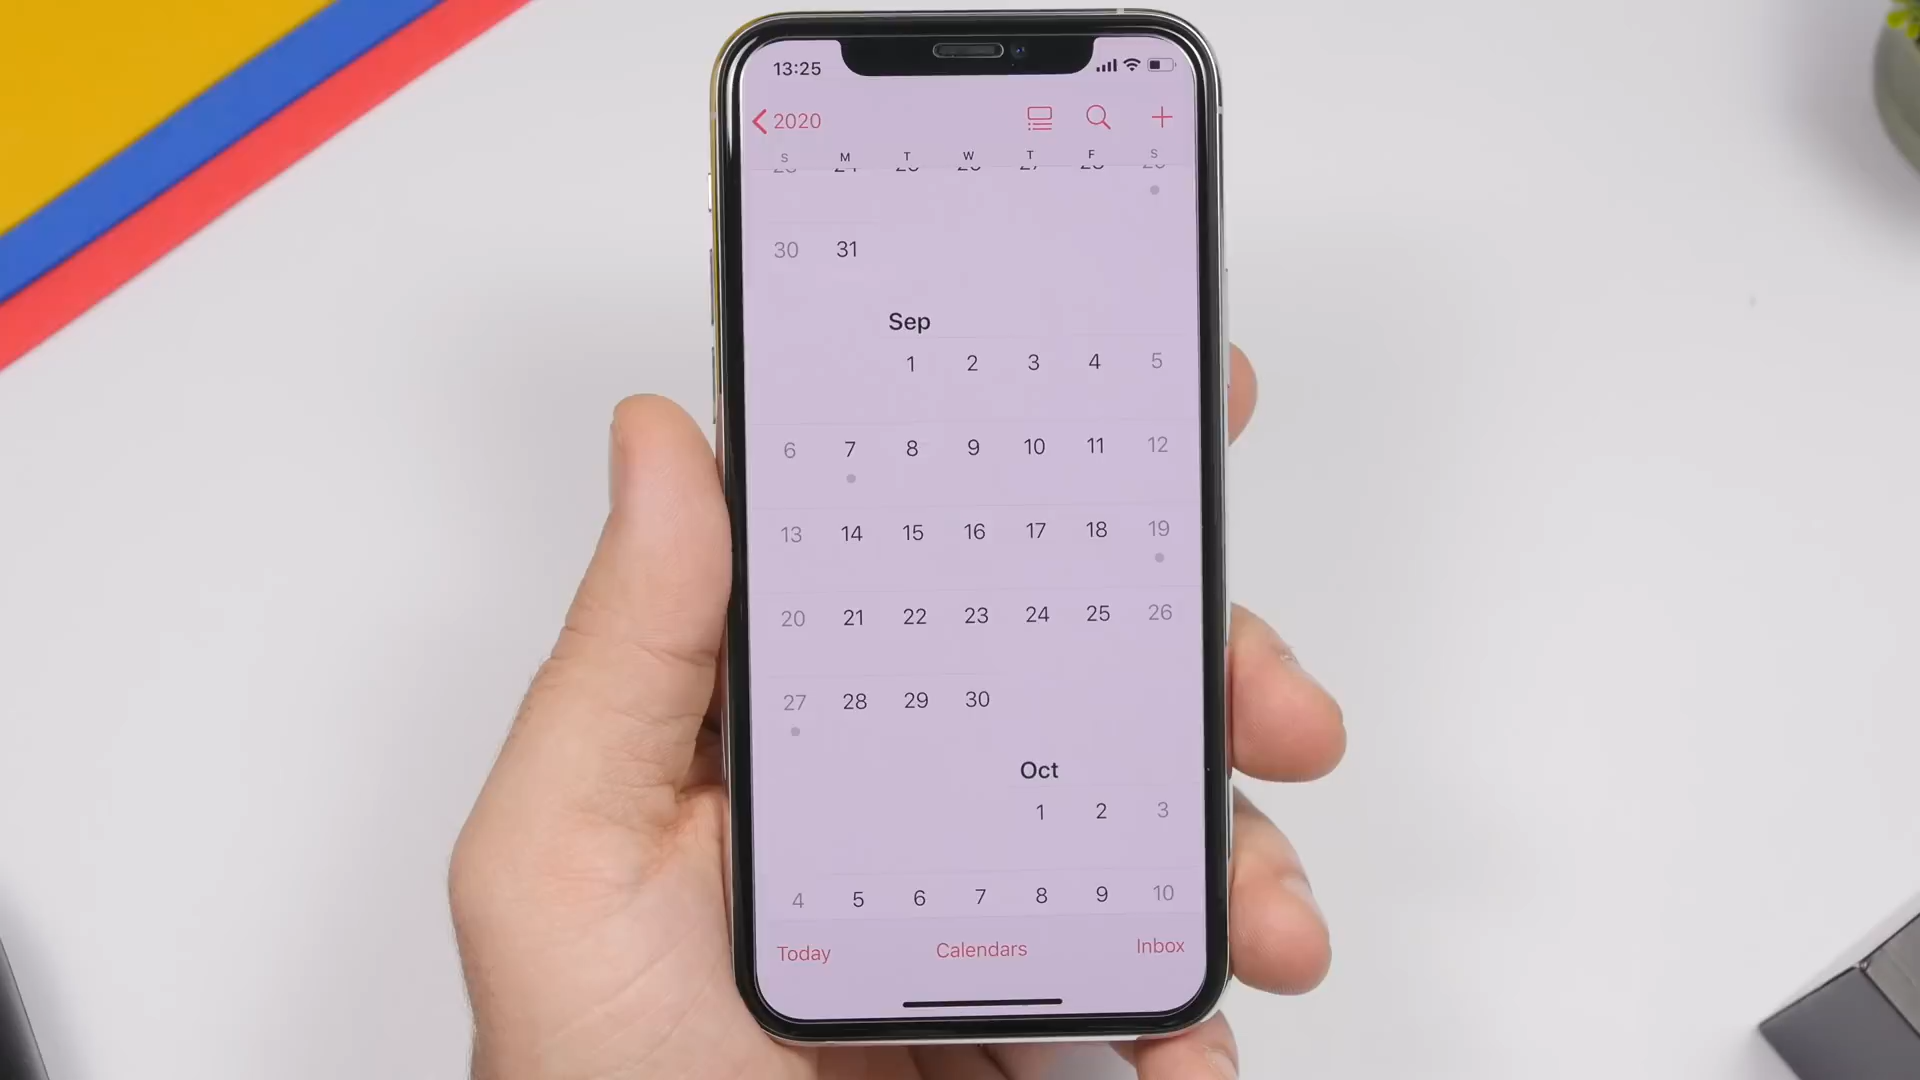 13:25
2020
S M T W T F S
30 31
Sep
1 2 3 4 5
6 7 8 9 10 11 12
13 14 15 16 17 18 19
20 21 22 23 24 25 26
27 28 29 30
Oct
1 2 3
4 5 6 7 8 9 10
Today Calendars Inbox